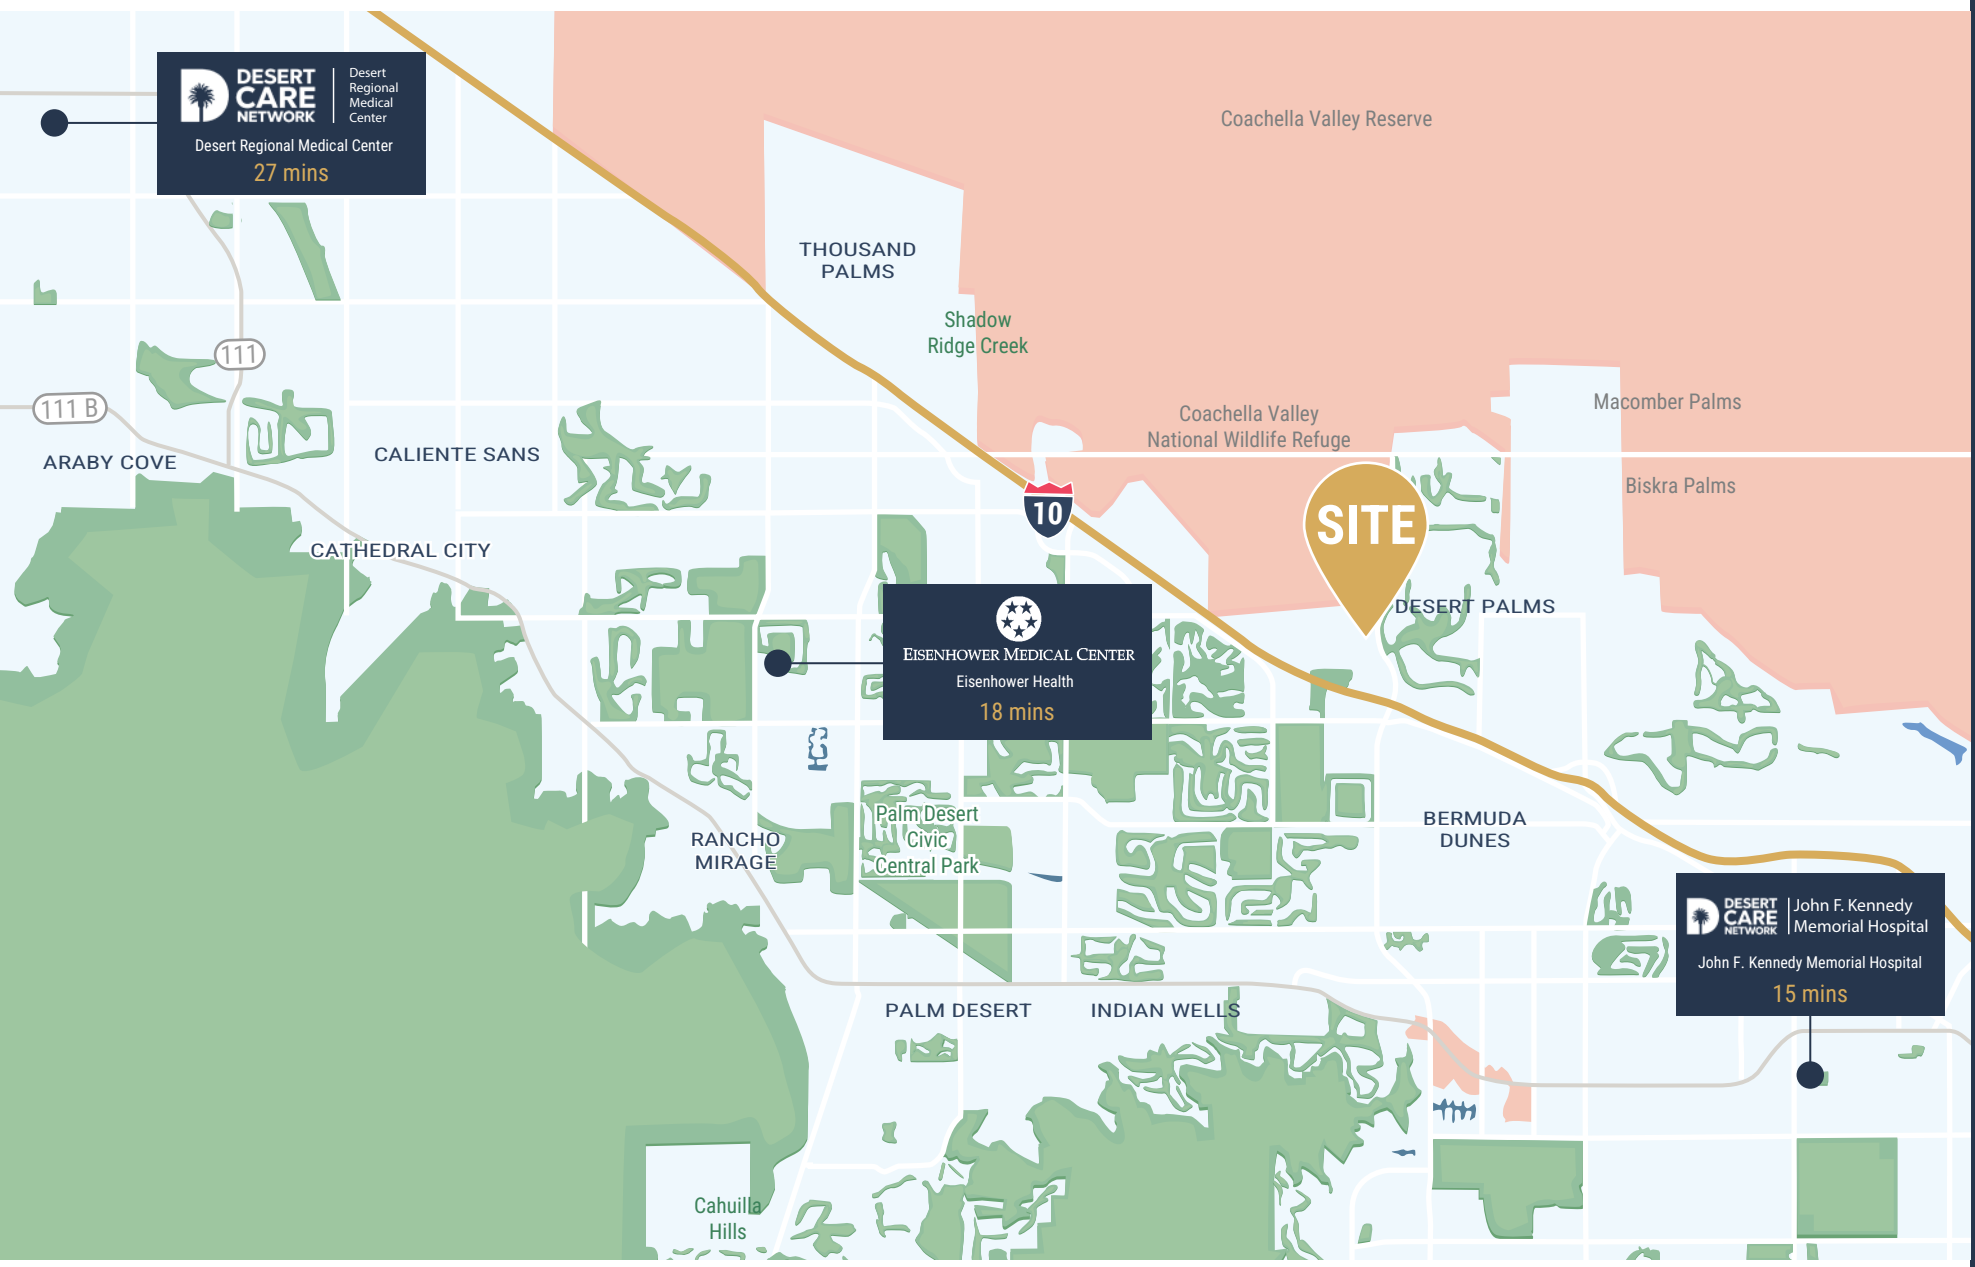 DESERT
CARE
NETWORK
Desert
Regional
Medical
Center
Desert Regional Medical Center
27 mins
Coachella Valley Reserve
THOUSAND
PALMS
Shadow
Ridge Creek
111
111 B
Macomber Palms
Coachella Valley
National Wildlife Refuge
ARABY COVE
CALIENTE SANS
Biskra Palms
10
SITE
CATHEDRAL CITY
DESERT PALMS
EISENHOWER MEDICAL CENTER
Eisenhower Health
18 mins
Palm Desert
Civic
Central Park
RANCHO
MIRAGE
BERMUDA
DUNES
DESERT
CARE
NETWORK
John F. Kennedy
Memorial Hospital
John F. Kennedy Memorial Hospital
15 mins
PALM DESERT
INDIAN WELLS
Cahuilla
Hills